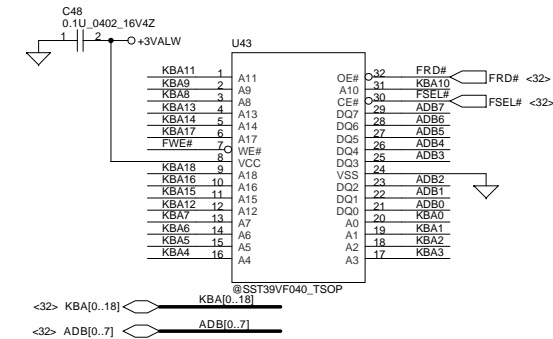 C48
0.1U_0402_16V4Z
1 2 +3VALW
U43
KBA11 1 A11 OE# 32 FRD# FRD# <32>
KBA9 2 A9 A10 31 KBA10
KBA8 3 A8 CE# 30 FSEL# FSEL# <32>
KBA13 4 A13 DQ7 29 ADB7
KBA14 5 A14 DQ6 28 ADB6
KBA17 6 A17 DQ5 27 ADB5
FWE# 7 WE# DQ4 26 ADB4
8 VCC DQ3 25 ADB3
KBA18 9 A18 VSS 24
KBA16 10 A16 DQ2 23 ADB2
KBA15 11 A15 DQ1 22 ADB1
KBA12 12 A12 DQ0 21 ADB0
KBA7 13 A7 A0 20 KBA0
KBA6 14 A6 A1 19 KBA1
KBA5 15 A5 A2 18 KBA2
KBA4 16 A4 A3 17 KBA3
@SST39VF040_TSOP
<32> KBA[0..18] KBA[0..18]
<32> ADB[0..7] ADB[0..7]